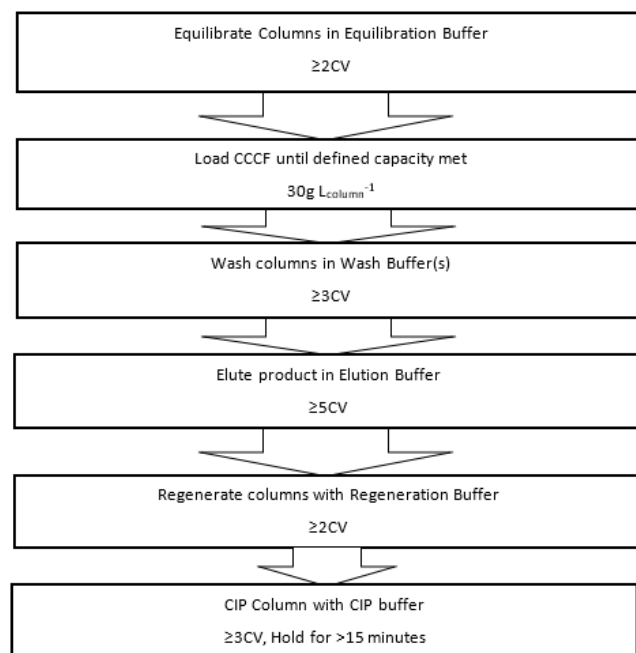 Equilibrate Columns in Equilibration Buffer
≥2CV
Load CCCF until defined capacity met
30g Lcolumn⁻¹
Wash columns in Wash Buffer(s)
≥3CV
Elute product in Elution Buffer
≥5CV
Regenerate columns with Regeneration Buffer
≥2CV
CIP Column with CIP buffer
≥3CV, Hold for >15 minutes